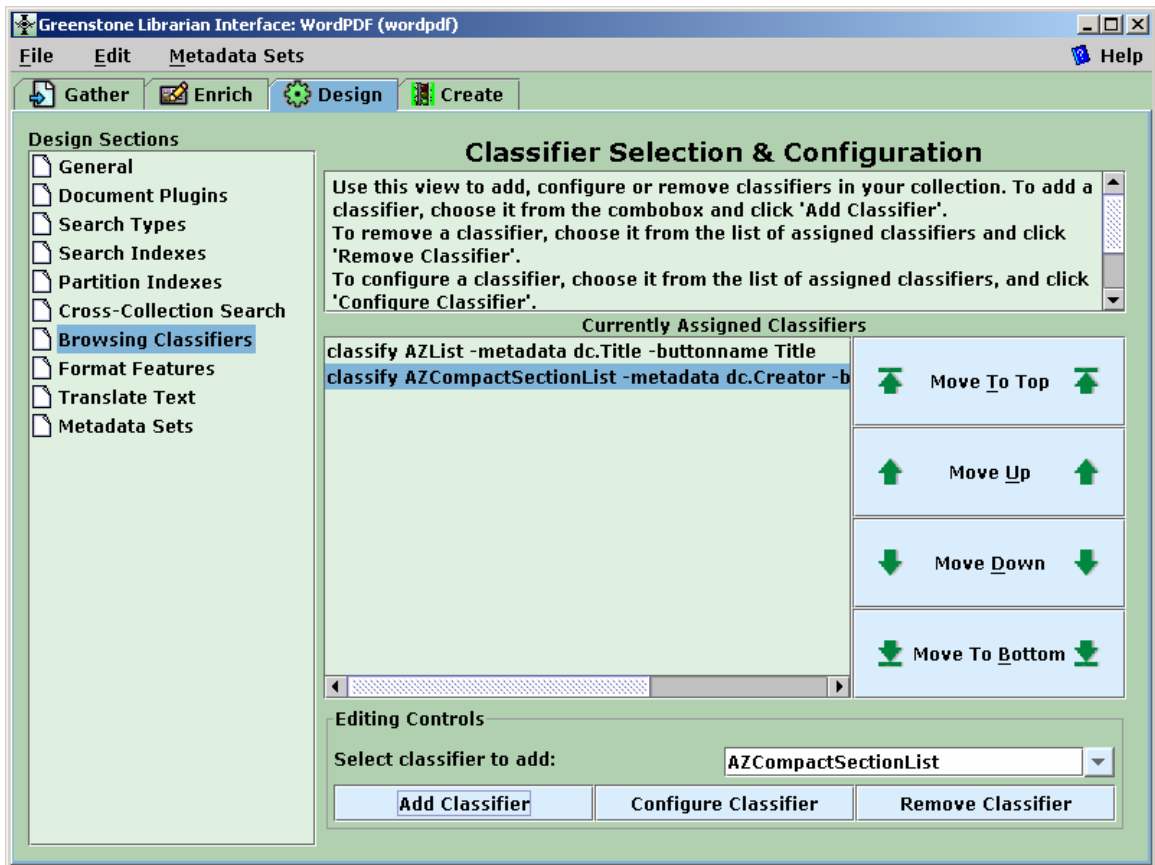 Greenstone Librarian Interface: WordPDF (wordpdf)
File Edit Metadata Sets Help
Gather Enrich Design Create
Design Sections
General
Document Plugins
Search Types
Search Indexes
Partition Indexes
Cross-Collection Search
Browsing Classifiers
Format Features
Translate Text
Metadata Sets
Classifier Selection & Configuration
Use this view to add, configure or remove classifiers in your collection. To add a
classifier, choose it from the combobox and click 'Add Classifier'.
To remove a classifier, choose it from the list of assigned classifiers and click
'Remove Classifier'.
To configure a classifier, choose it from the list of assigned classifiers, and click
'Configure Classifier'.
Currently Assigned Classifiers
classify AZList -metadata dc.Title -buttonname Title
classify AZCompactSectionList -metadata dc.Creator -b
Move To Top
Move Up
Move Down
Move To Bottom
Editing Controls
Select classifier to add: AZCompactSectionList
Add Classifier Configure Classifier Remove Classifier